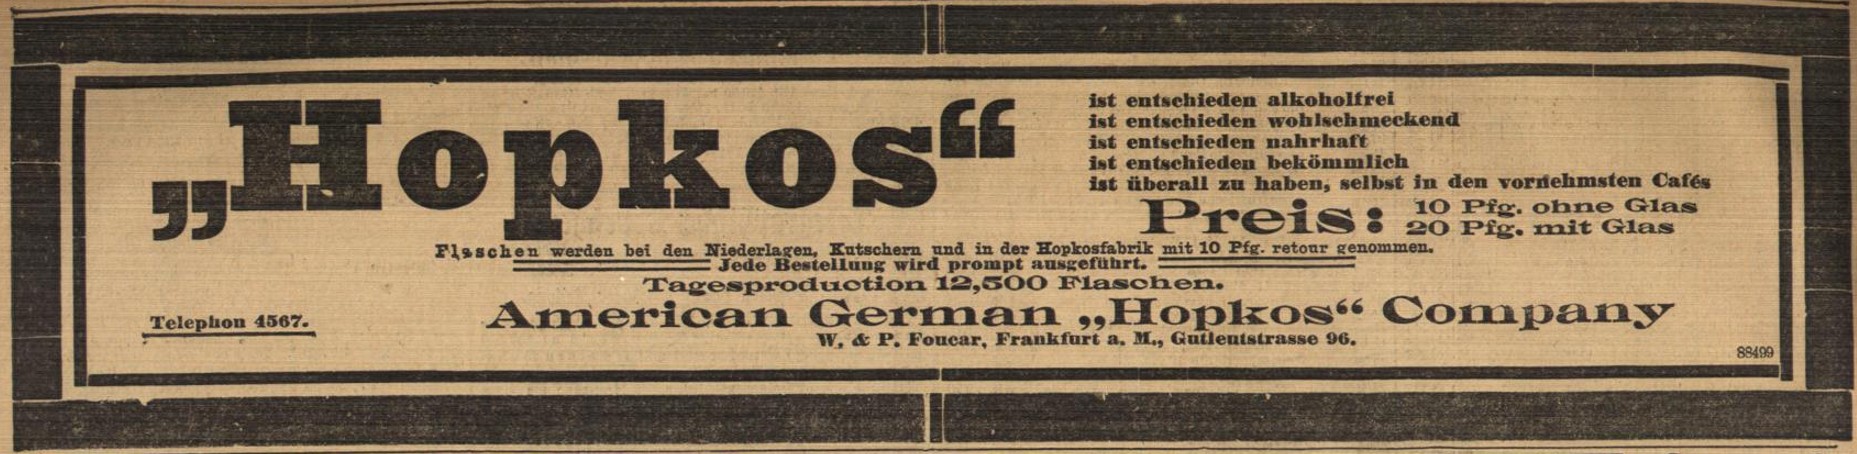 „Hopkos“
ist entschieden alkoholfrei
ist entschieden wohlschmeckend
ist entschieden nahrhaft
ist entschieden bekömmlich
ist überall zu haben, selbst in den vornehmsten Cafés
Preis: 10 Pfg. ohne Glas
20 Pfg. mit Glas
Flaschen werden bei den Niederlagen, Kutschern und in der Hopkosfabrik mit 10 Pfg. retour genommen.
Jede Bestellung wird prompt ausgeführt.
Tagesproduction 12,500 Flaschen.
American German „Hopkos“ Company
Telephon 4567.
W. & P. Foucar, Frankfurt a. M., Gutleutstrasse 96.
88499